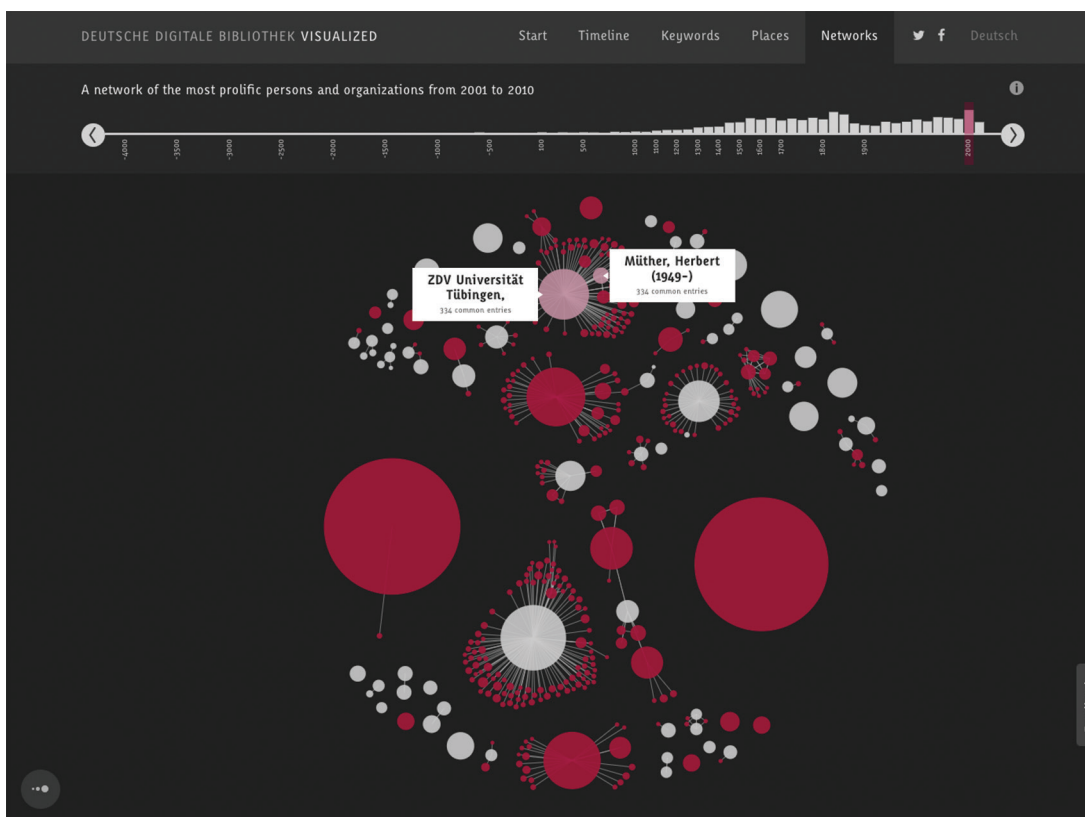 DEUTSCHE DIGITALE BIBLIOTHEK VISUALIZED
Start Timeline Keywords Places Networks f Deutsch
A network of the most prolific persons and organizations from 2001 to 2010
i
-4000 -3500 -3000 -2500 -2000 -1500 -1000 -500 100 500 1000 1100 1200 1300 1400 1500 1600 1700 1800 1900 2000
Müther, Herbert
(1949-)
334 common entries
ZDV Universität
Tübingen,
334 common entries